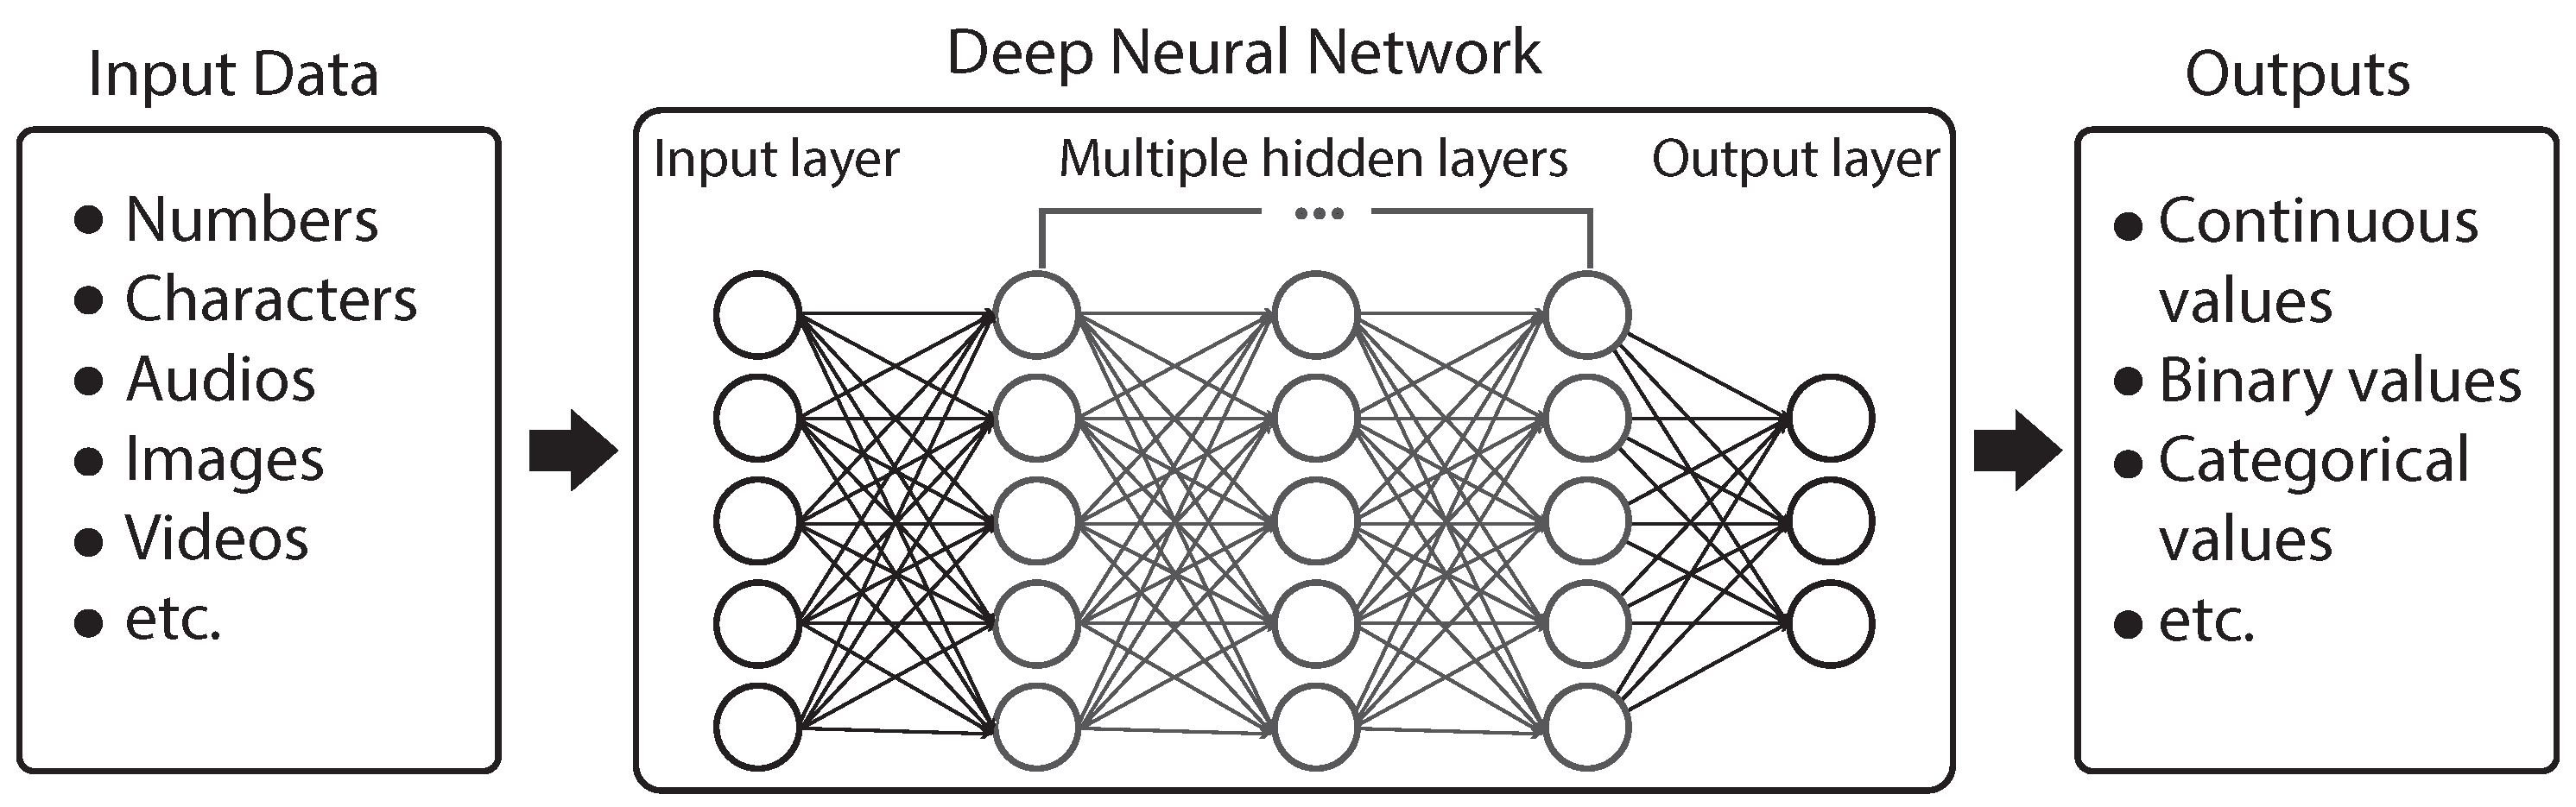 Input Data
● Numbers
● Characters
● Audios
● Images
● Videos
● etc.
Deep Neural Network
Input layer
Multiple hidden layers
Output layer
•••
Outputs
● Continuous
values
● Binary values
● Categorical
values
● etc.